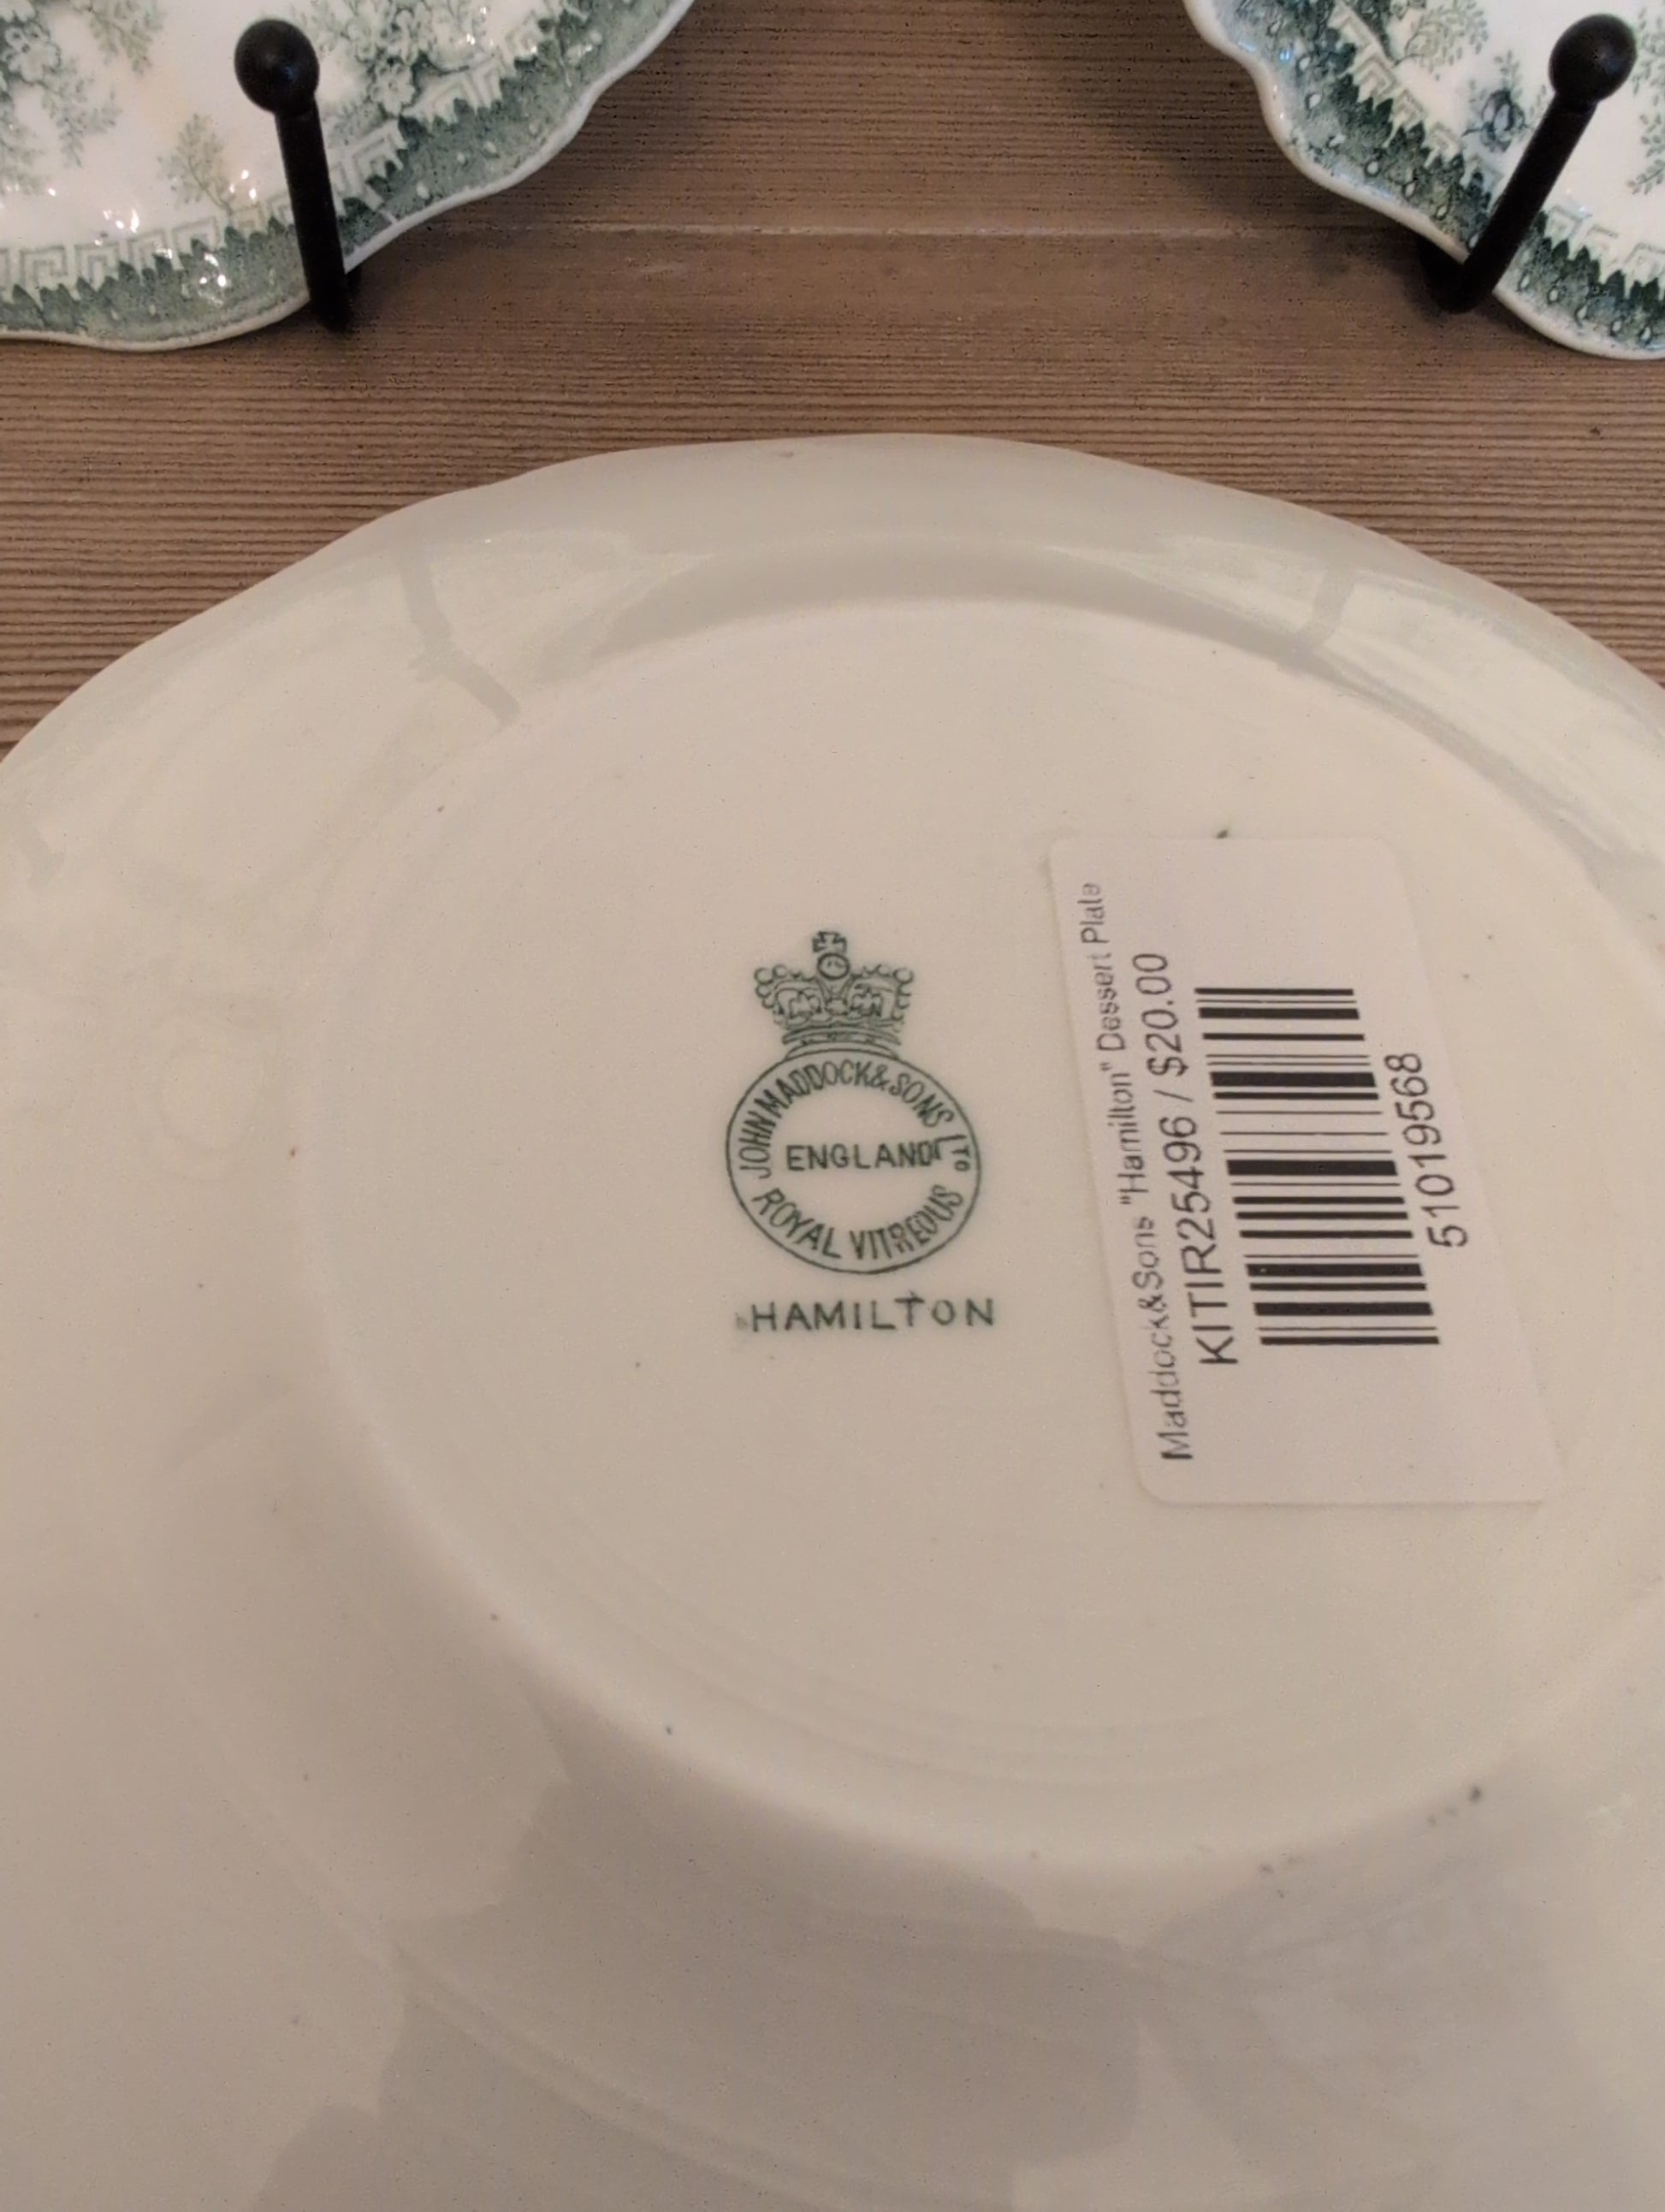 JOHN MADDOCK & SONS LTD
ENGLAND
ROYAL VITREOUS
HAMILTON
Maddock&Sons "Hamilton" Dessert Plate
KITIR25496 / $20.00
51019568